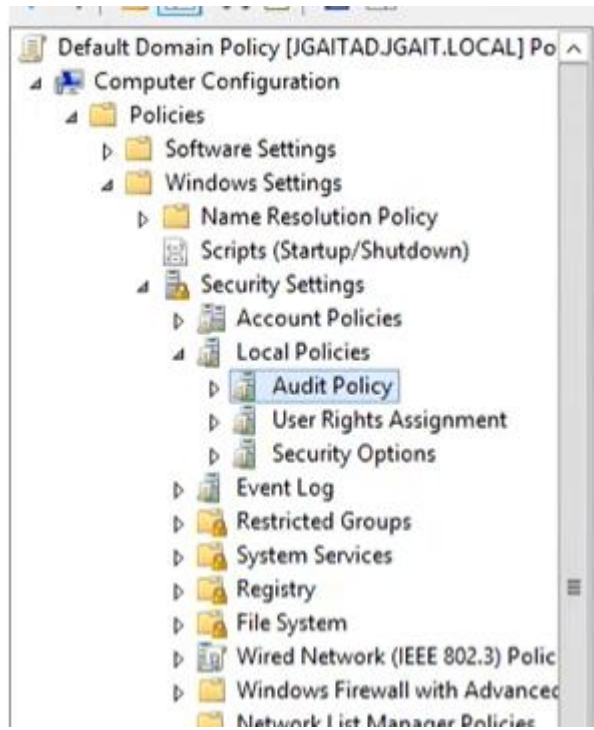 Default Domain Policy [JGAITAD.JGAIT.LOCAL] Po
Computer Configuration
Policies
Software Settings
Windows Settings
Name Resolution Policy
Scripts (Startup/Shutdown)
Security Settings
Account Policies
Local Policies
Audit Policy
User Rights Assignment
Security Options
Event Log
Restricted Groups
System Services
Registry
File System
Wired Network (IEEE 802.3) Polic
Windows Firewall with Advanced
Network List Manager Policies